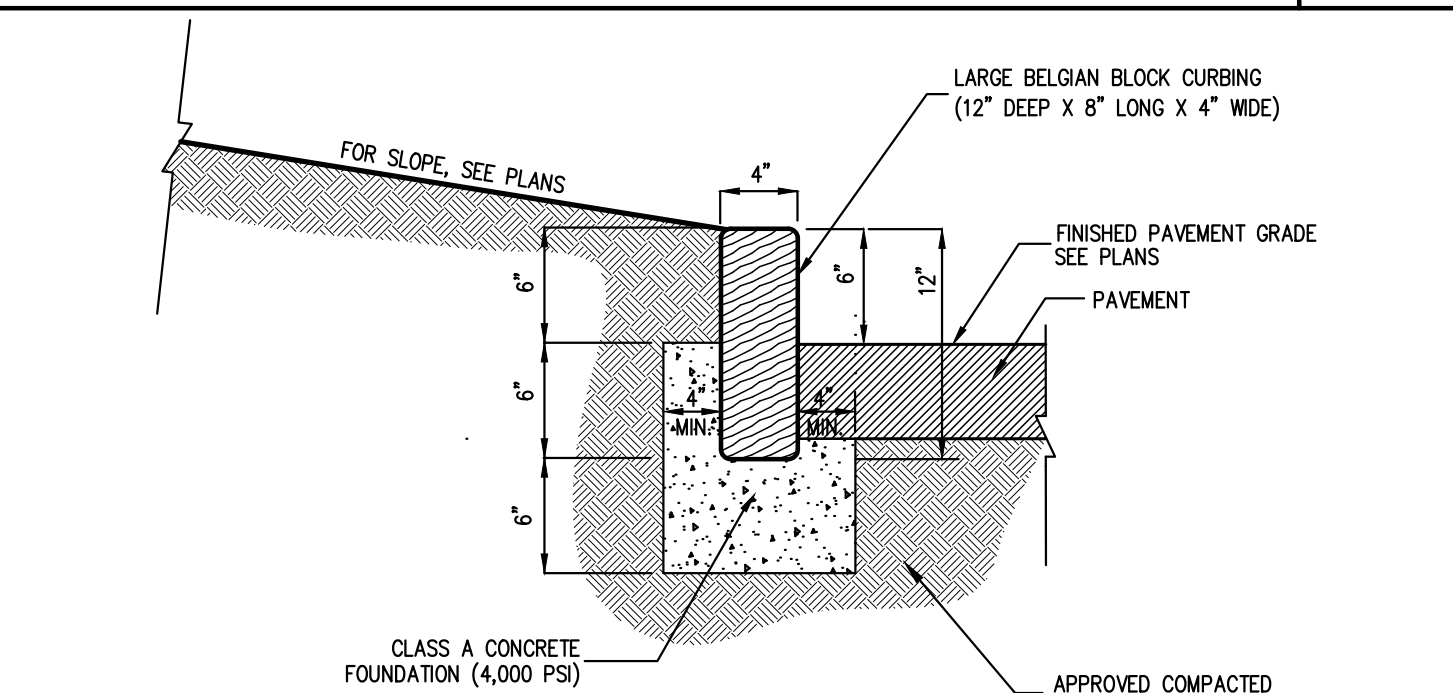 LARGE BELGIAN BLOCK CURBING
(12" DEEP X 8" LONG X 4" WIDE)
FOR SLOPE, SEE PLANS
4"
FINISHED PAVEMENT GRADE
SEE PLANS
6"
6"
12"
PAVEMENT
6"
4"
MIN.
4"
MIN.
6"
CLASS A CONCRETE
FOUNDATION (4,000 PSI)
APPROVED COMPACTED